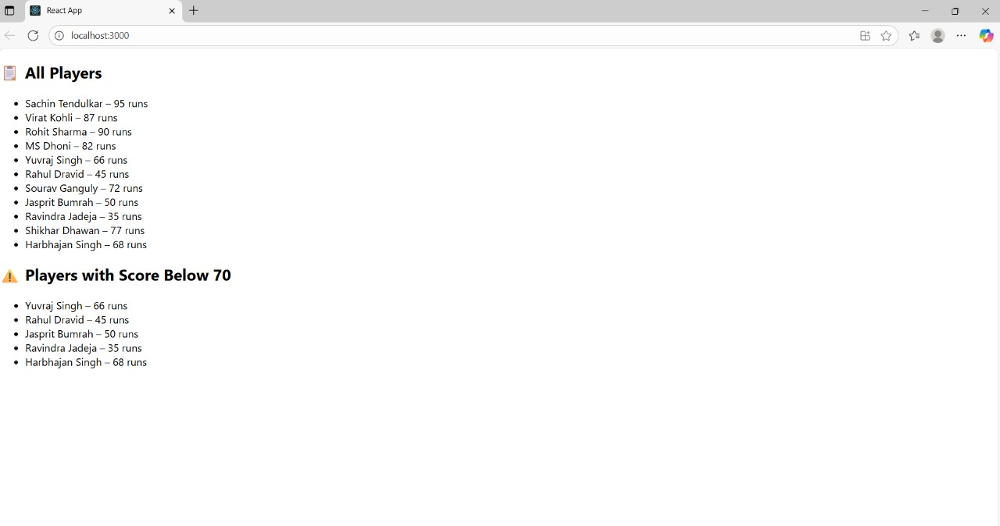 React App
localhost:3000
All Players
Sachin Tendulkar – 95 runs
Virat Kohli – 87 runs
Rohit Sharma – 90 runs
MS Dhoni – 82 runs
Yuvraj Singh – 66 runs
Rahul Dravid – 45 runs
Sourav Ganguly – 72 runs
Jasprit Bumrah – 50 runs
Ravindra Jadeja – 35 runs
Shikhar Dhawan – 77 runs
Harbhajan Singh – 68 runs
Players with Score Below 70
Yuvraj Singh – 66 runs
Rahul Dravid – 45 runs
Jasprit Bumrah – 50 runs
Ravindra Jadeja – 35 runs
Harbhajan Singh – 68 runs